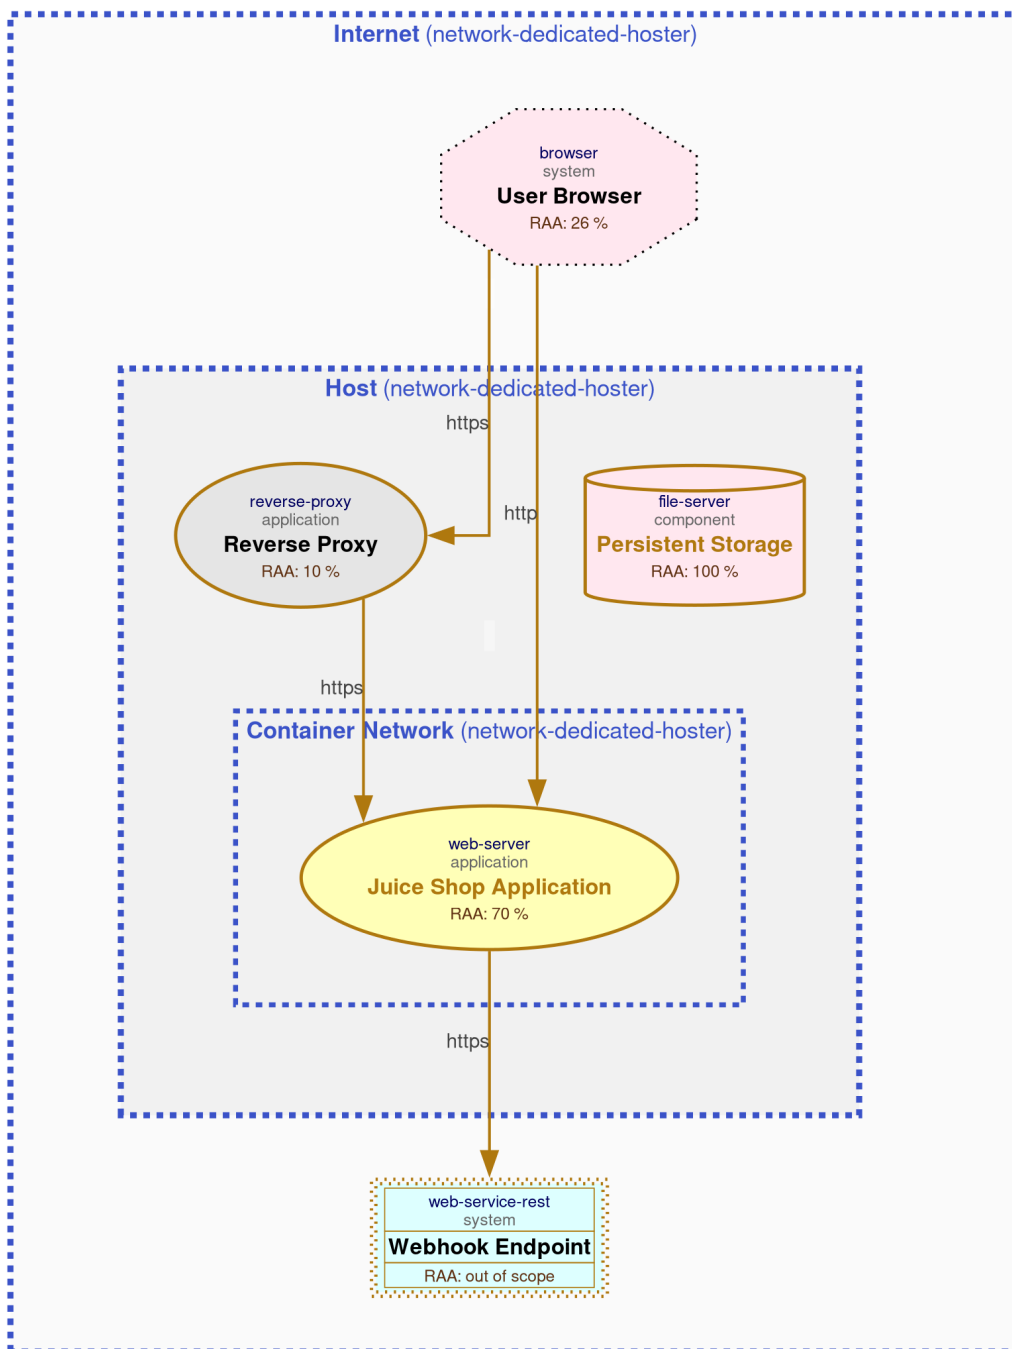 Internet (network-dedicated-hoster)
browser
system
User Browser
RAA: 26 %
Host (network-dedicated-hoster)
https
reverse-proxy
application
Reverse Proxy
RAA: 10 %
http
file-server
component
Persistent Storage
RAA: 100 %
https
Container Network (network-dedicated-hoster)
web-server
application
Juice Shop Application
RAA: 70 %
https
web-service-rest
system
Webhook Endpoint
RAA: out of scope